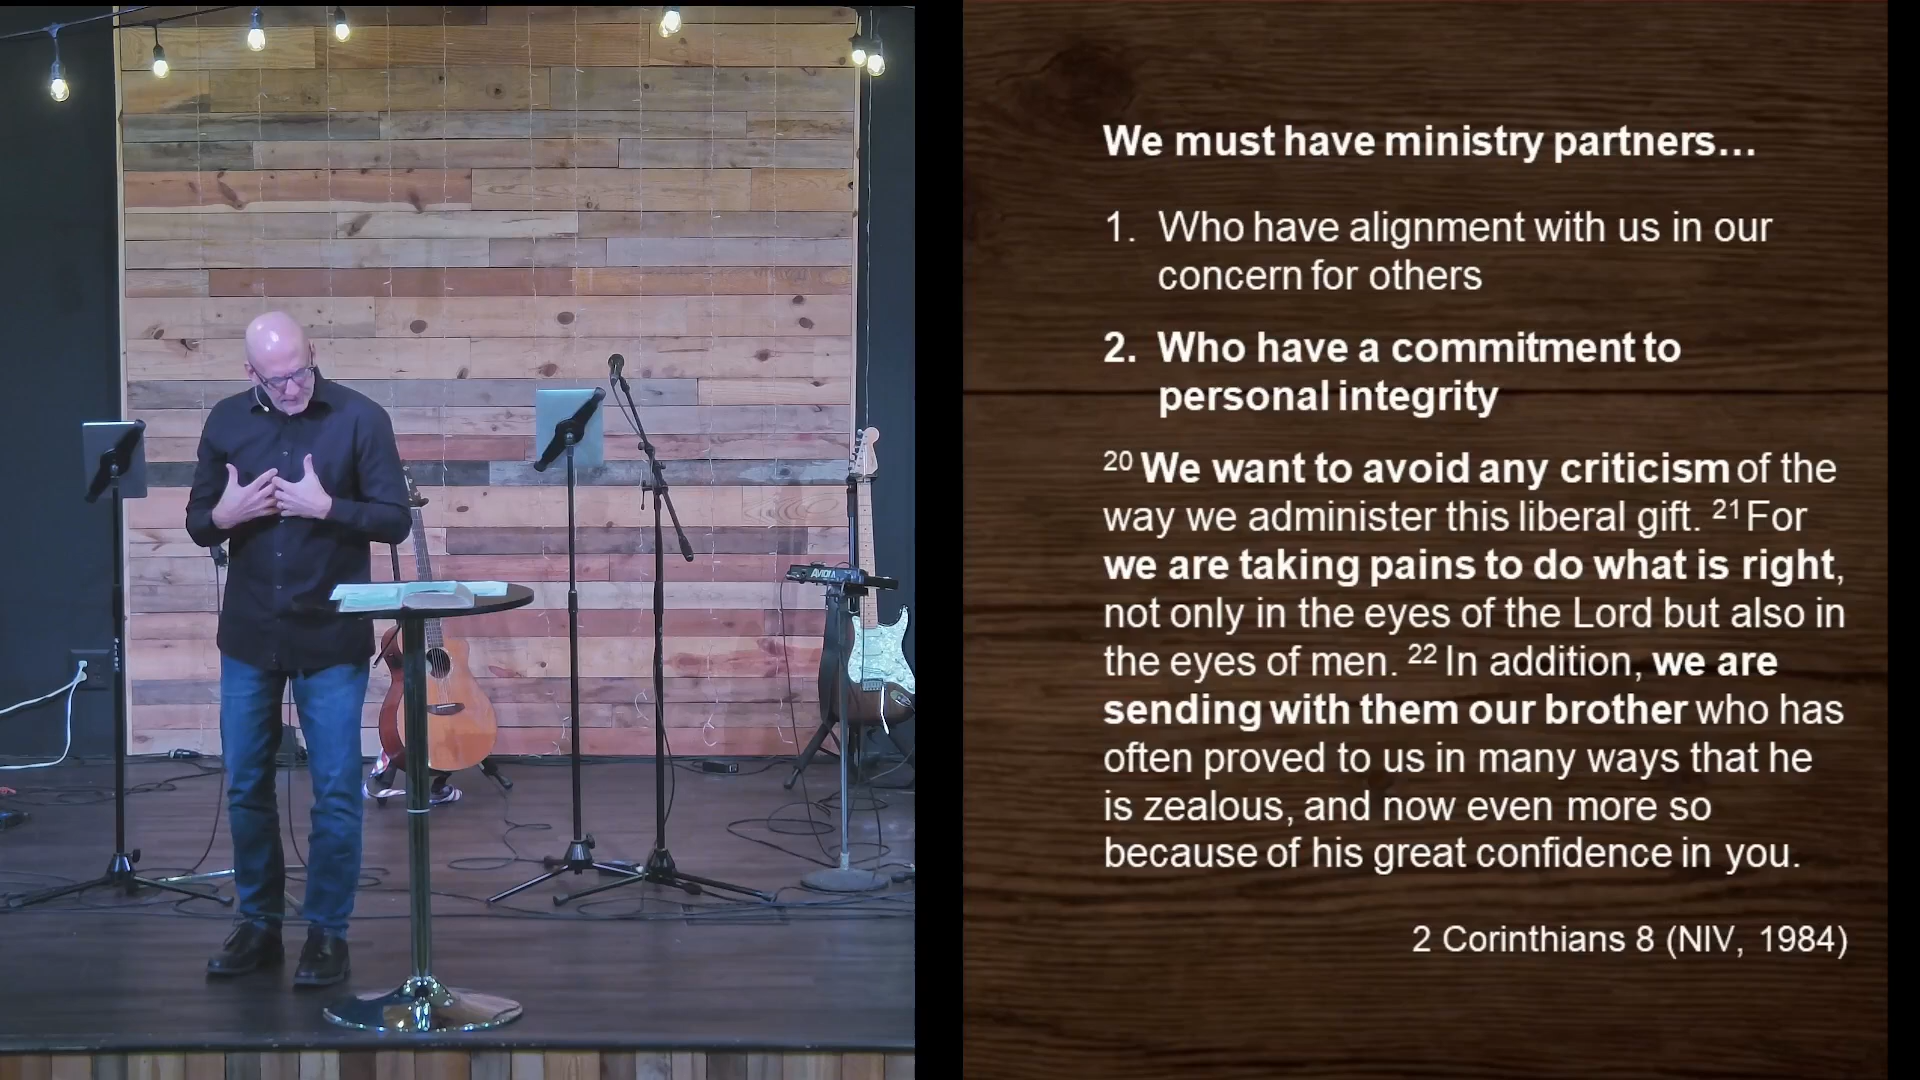 We must have ministry partners…
1. Who have alignment with us in our
concern for others
2. Who have a commitment to
personal integrity
20 We want to avoid any criticism of the
way we administer this liberal gift. 21 For
we are taking pains to do what is right,
not only in the eyes of the Lord but also in
the eyes of men. 22 In addition, we are
sending with them our brother who has
often proved to us in many ways that he
is zealous, and now even more so
because of his great confidence in you.
2 Corinthians 8 (NIV, 1984)